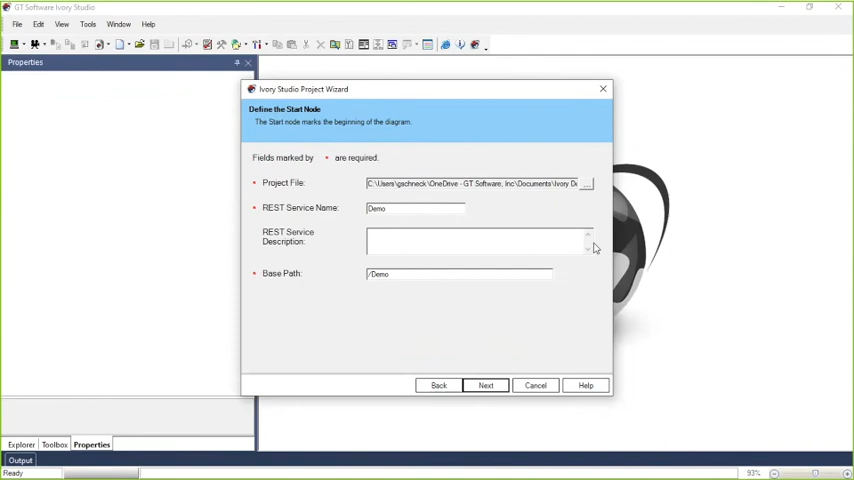 GT Software Ivory Studio
File Edit View Tools Window Help
Properties
Ivory Studio Project Wizard
Define the Start Node
The Start node marks the beginning of the diagram.
Fields marked by * are required.
* Project File: C:\Users\gschneck\OneDrive - GT Software, Inc\Documents\Ivory De ...
* REST Service Name: Demo
REST Service
Description:
* Base Path: /Demo
Back Next Cancel Help
Explorer Toolbox Properties
Output
Ready 93%